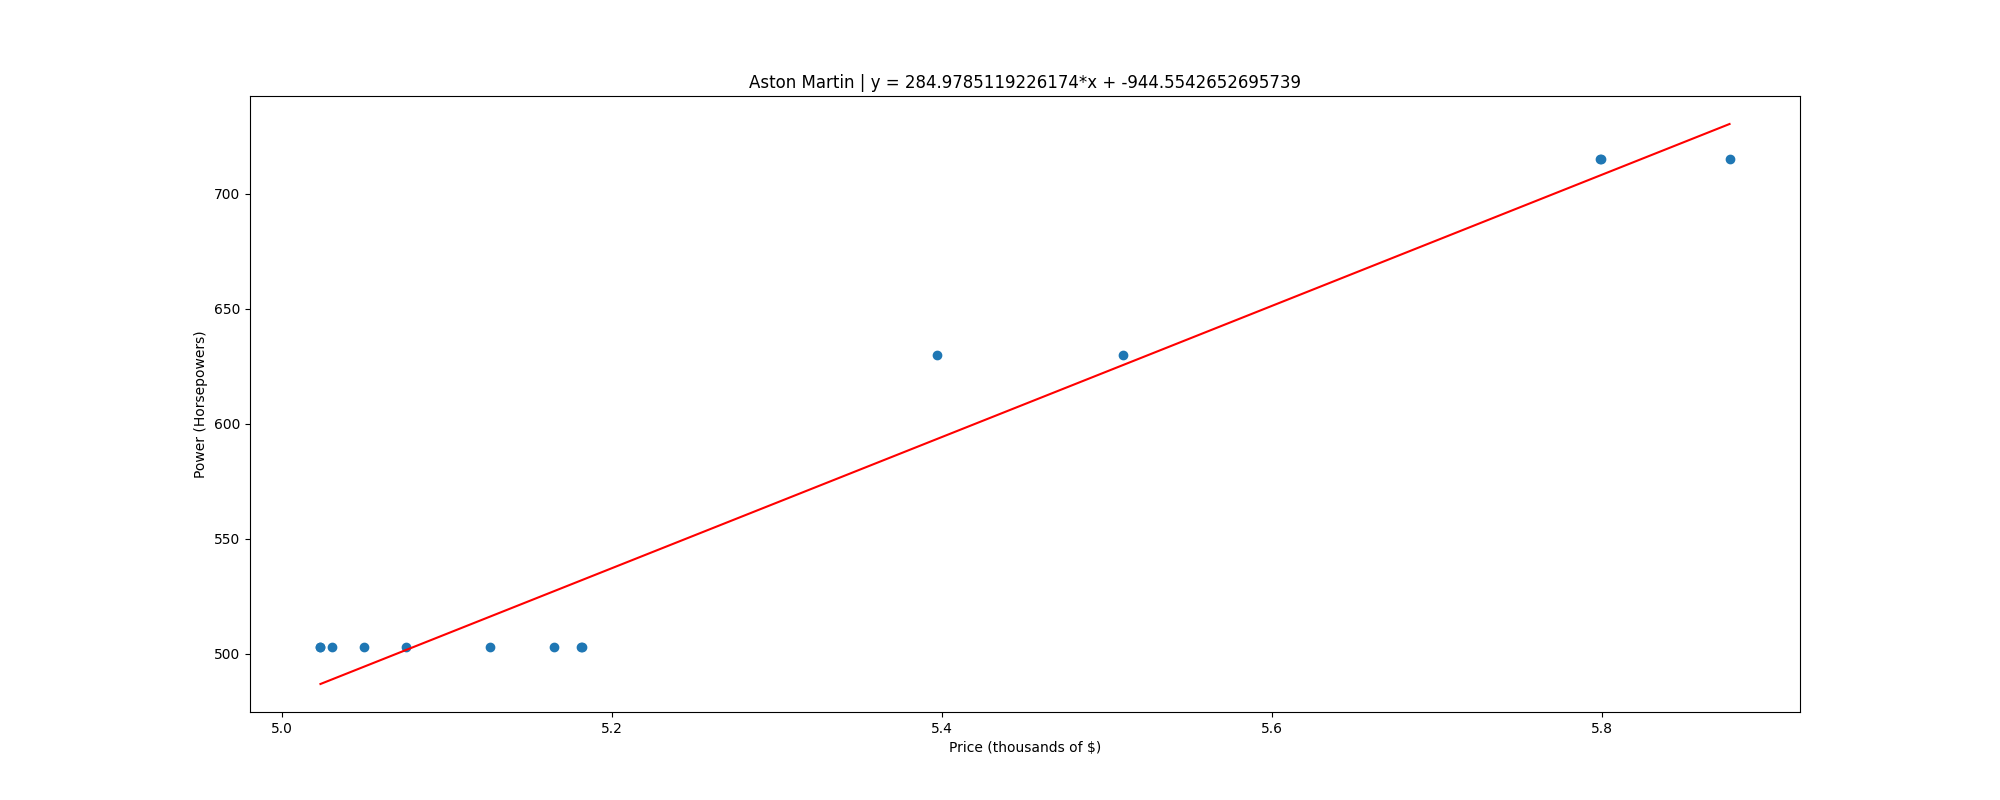 Aston Martin | y = 284.9785119226174*x + -944.5542652695739
700
650
600
550
500
Power (Horsepowers)
5.0 5.2 5.4 5.6 5.8
Price (thousands of $)